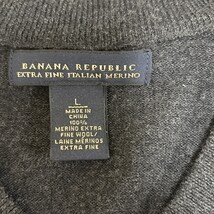 BANANA REPUBLIC
EXTRA FINE ITALIAN MERINO
L
MADE IN
CHINA
100%
MERINO EXTRA
FINE WOOL/
LAINE MERINOS
EXTRA FINE